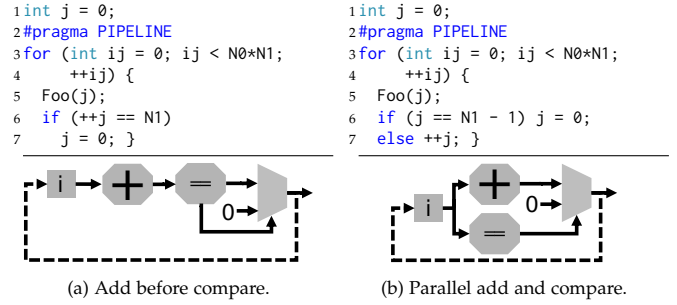 1 int j = 0;
2 #pragma PIPELINE
3 for (int ij = 0; ij < N0*N1;
4 ++ij) {
5 Foo(j);
6 if (++j == N1)
7 j = 0; }
i
+
=
0
(a) Add before compare.
1 int j = 0;
2 #pragma PIPELINE
3 for (int ij = 0; ij < N0*N1;
4 ++ij) {
5 Foo(j);
6 if (j == N1 - 1) j = 0;
7 else ++j; }
i
+
0
=
(b) Parallel add and compare.